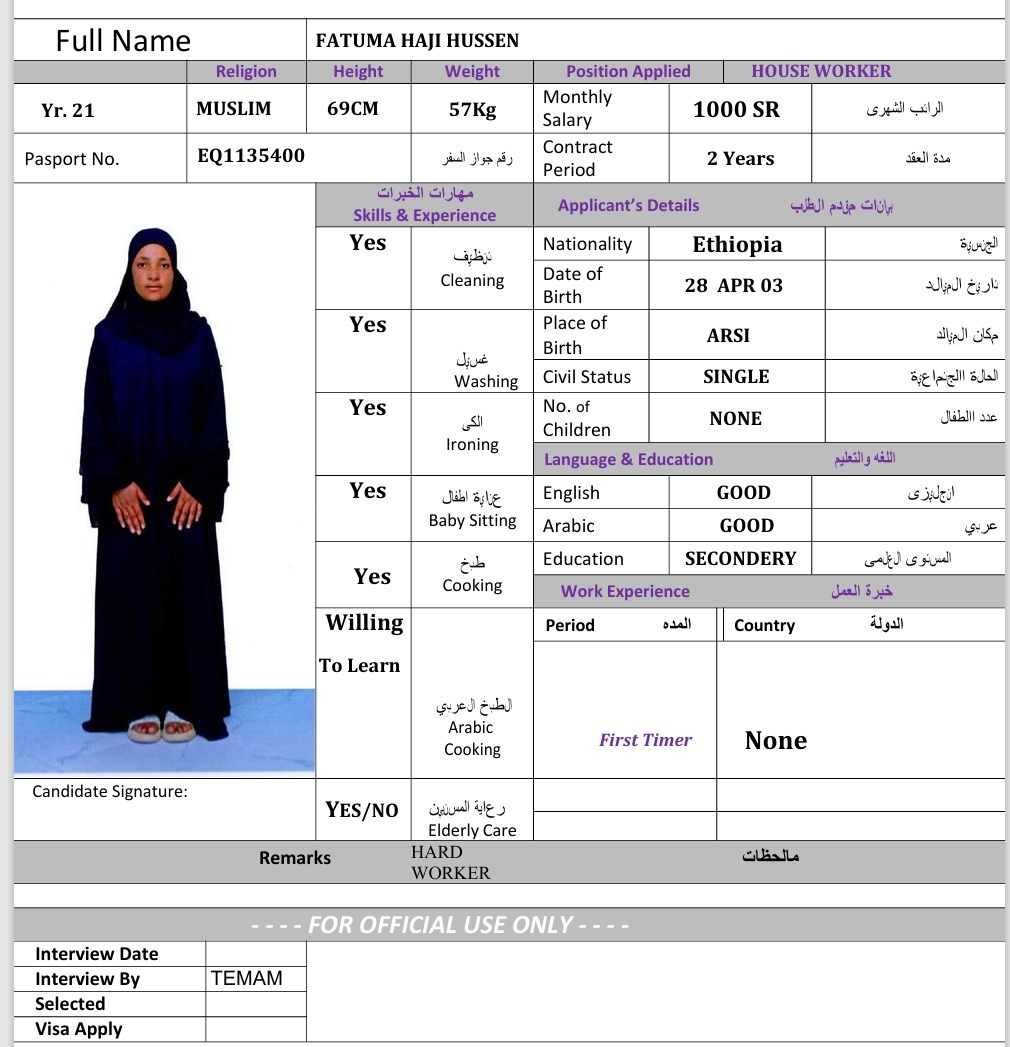 Full Name
FATUMA HAJI HUSSEN
Religion Height Weight Position Applied HOUSE WORKER
Yr. 21 MUSLIM 69CM 57Kg
Monthly
Salary
1000 SR الراتب الشهرى
Pasport No. EQ1135400 رقم جواز السفر
Contract
Period
2 Years مدة العقد
مهارات الخبرات
Skills & Experience
Yes
تنظيف
Cleaning
Yes
غسيل
Washing
Yes
الكى
Ironing
Yes
عناية اطفال
Baby Sitting
Yes
طبخ
Cooking
Willing
To Learn
الطبخ العربي
Arabic
Cooking
YES/NO
رعاية المسنين
Elderly Care
Applicant's Details بيانات مقدم الطلب
Nationality Ethiopia الجنسية
Date of
Birth
28 APR 03 تاريخ الميالد
Place of
Birth
ARSI مكان الميالد
Civil Status SINGLE الحالة االجتماعية
No. of
Children
NONE عدد االطفال
Language & Education اللغه والتعليم
English GOOD انجليزى
Arabic GOOD عربي
Education SECONDERY المستوى العلمى
Work Experience خبرة العمل
Period المده Country الدولة
First Timer None
Candidate Signature:
Remarks
HARD
WORKER
مالحظات
- - - - FOR OFFICIAL USE ONLY - - - -
Interview Date
Interview By TEMAM
Selected
Visa Apply